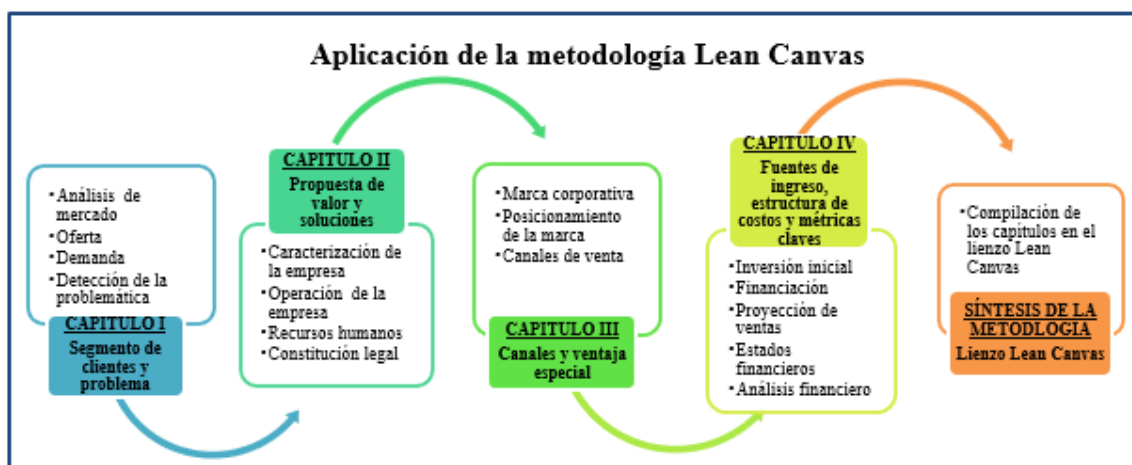 Aplicación de la metodología Lean Canvas
•Análisis de
mercado
•Oferta
•Demanda
•Detección de la
problemática
CAPITULO I
Segmento de
clientes y
problema
CAPITULO II
Propuesta de
valor y
soluciones
•Caracterización de
la empresa
•Operación de la
empresa
•Recursos humanos
•Constitución legal
•Marca corporativa
•Posicionamiento
de la marca
•Canales de venta
CAPITULO III
Canales y ventaja
especial
CAPITULO IV
Fuentes de
ingreso,
estructura de
costos y métricas
claves
•Inversión inicial
•Financiación
•Proyección de
ventas
•Estados
financieros
•Análisis financiero
•Compilación de
los capitulos en el
lienzo Lean
Canvas
SÍNTESIS DE LA
METODLOGIA
Lienzo Lean Canvas